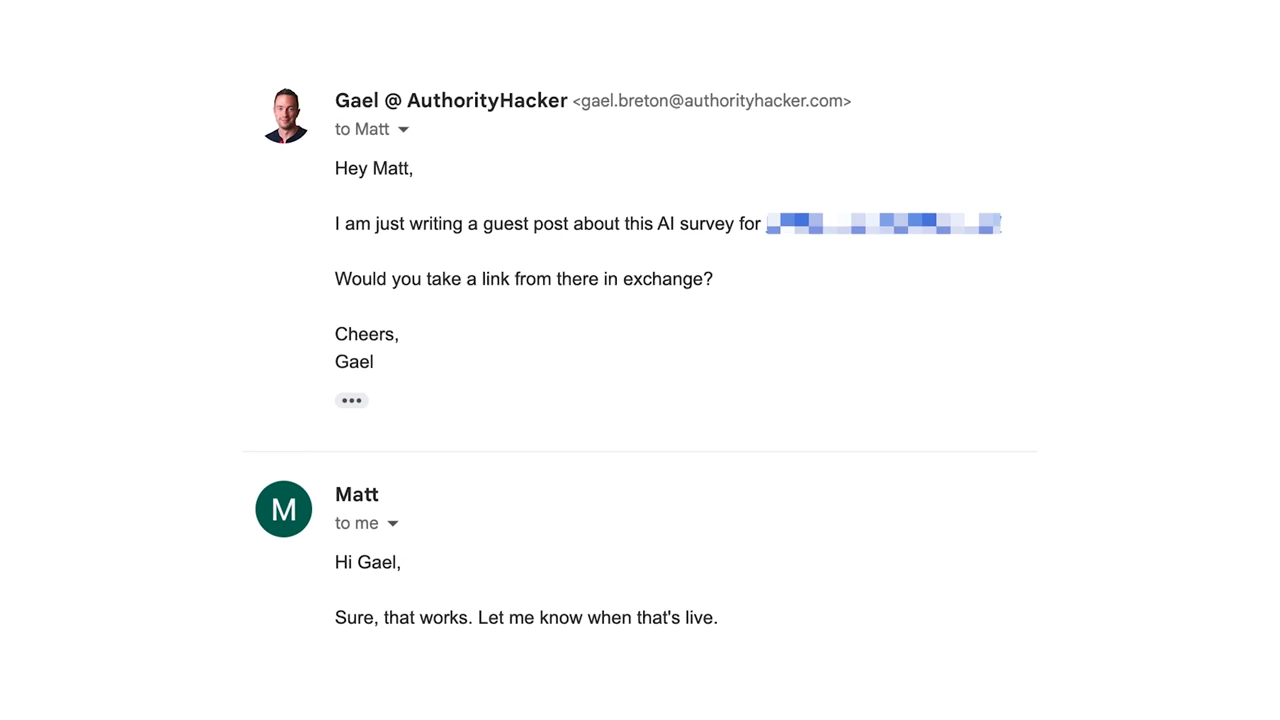 Gael @ AuthorityHacker <gael.breton@authorityhacker.com>
to Matt
Hey Matt,
I am just writing a guest post about this AI survey for
Would you take a link from there in exchange?
Cheers,
Gael
M
Matt
to me
Hi Gael,
Sure, that works. Let me know when that's live.